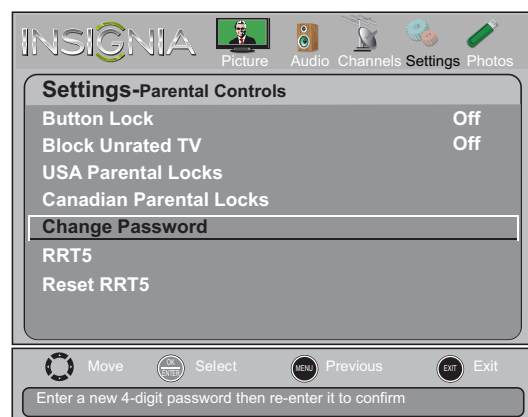 INSIGNIA
Picture Audio Channels Settings Photos
Settings-Parental Controls
Button Lock Off
Block Unrated TV Off
USA Parental Locks
Canadian Parental Locks
Change Password
RRT5
Reset RRT5
Move OK ENTER Select MENU Previous EXIT Exit
Enter a new 4-digit password then re-enter it to confirm